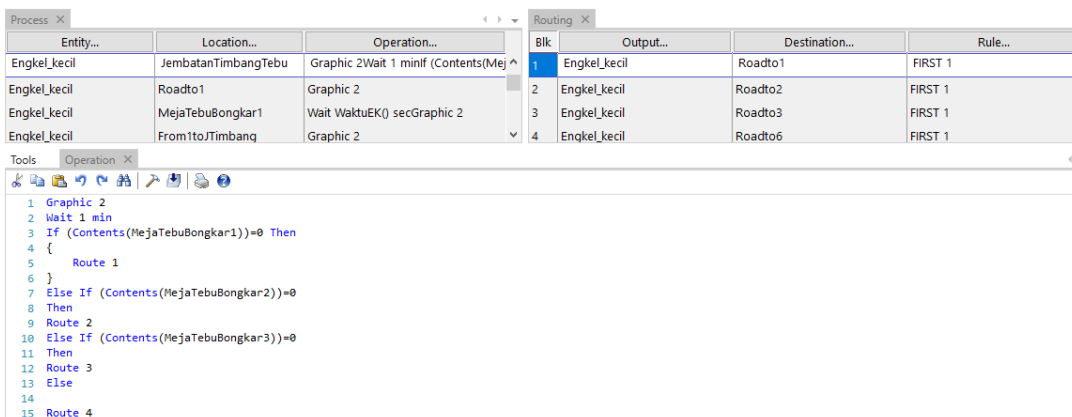 Process
Routing
Entity... Location... Operation...
Blk Output... Destination... Rule...
Engkel_kecil JembatanTimbangTebu Graphic 2Wait 1 minIf (Contents(Mej
1 Engkel_kecil Roadto1 FIRST 1
Engkel_kecil Roadto1 Graphic 2
2 Engkel_kecil Roadto2 FIRST 1
Engkel_kecil MejaTebuBongkar1 Wait WaktuEK() secGraphic 2
3 Engkel_kecil Roadto3 FIRST 1
Engkel_kecil From1toJTimbang Graphic 2
4 Engkel_kecil Roadto6 FIRST 1
Tools Operation
1 Graphic 2
2 Wait 1 min
3 If (Contents(MejaTebuBongkar1))=0 Then
4 {
5 Route 1
6 }
7 Else If (Contents(MejaTebuBongkar2))=0
8 Then
9 Route 2
10 Else If (Contents(MejaTebuBongkar3))=0
11 Then
12 Route 3
13 Else
14
15 Route 4